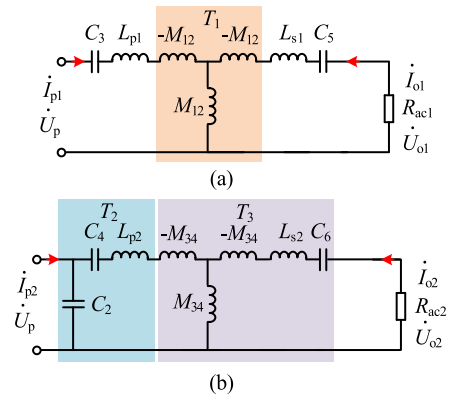 T₁
C₃ Lₚ₁ -M₁₂ -M₁₂ Lₛ₁ C₅
İₚ₁ M₁₂ İₒ₁
U̇ₚ Rₐc₁ U̇ₒ₁
(a)
T₂ T₃
C₄ Lₚ₂ -M₃₄ -M₃₄ Lₛ₂ C₆
İₚ₂ C₂ M₃₄ İₒ₂
U̇ₚ Rₐc₂ U̇ₒ₂
(b)